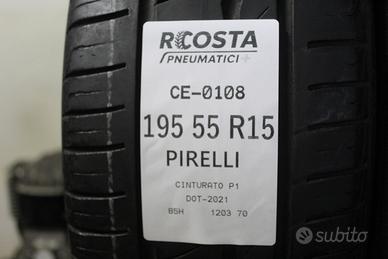 RCOSTA
PNEUMATICI+
CE-0108
195 55 R15
PIRELLI
CINTURATO P1
DOT-2021
85H 1203 70
subito